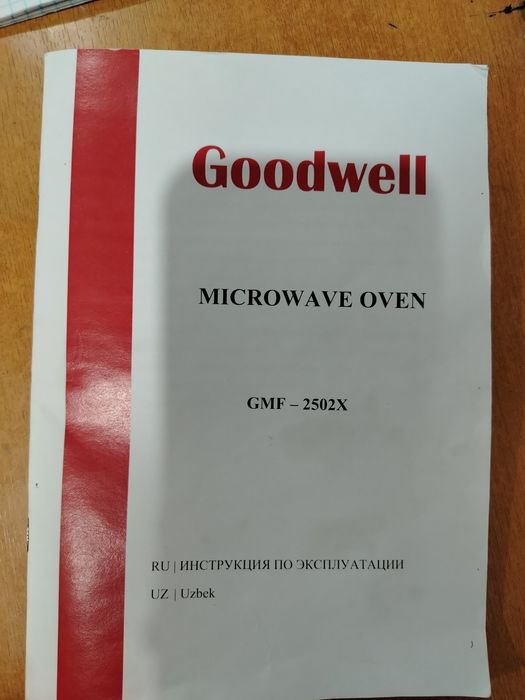 Goodwell
MICROWAVE OVEN
GMF – 2502X
RU | ИНСТРУКЦИЯ ПО ЭКСПЛУАТАЦИИ
UZ | Uzbek